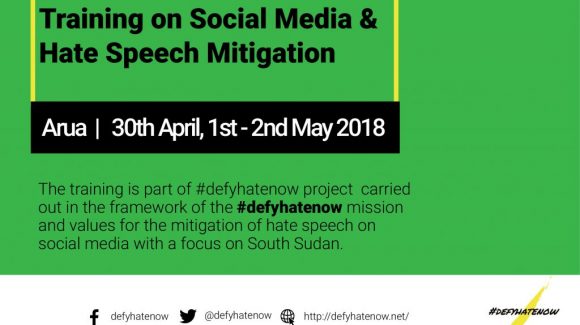 Training on Social Media &
Hate Speech Mitigation
Arua | 30th April, 1st - 2nd May 2018
The training is part of #defyhatenow project carried
out in the framework of the #defyhatenow mission
and values for the mitigation of hate speech on
social media with a focus on South Sudan.
defyhatenow @defyhatenow http://defyhatenow.net/
#DEFYHATENOW